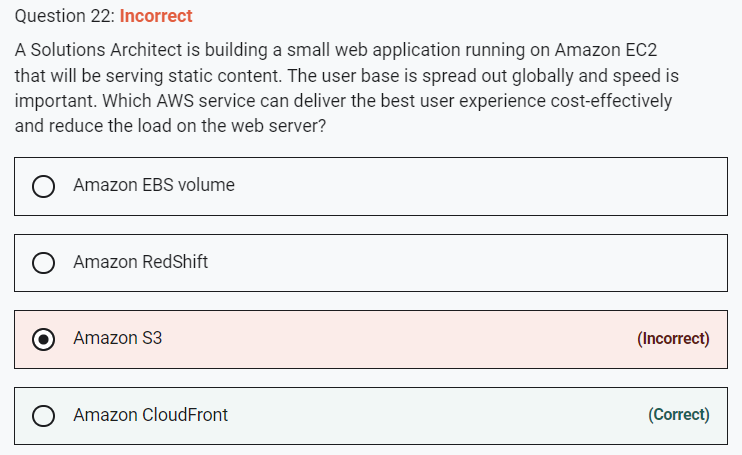 Question 22: Incorrect
A Solutions Architect is building a small web application running on Amazon EC2
that will be serving static content. The user base is spread out globally and speed is
important. Which AWS service can deliver the best user experience cost-effectively
and reduce the load on the web server?
Amazon EBS volume
Amazon RedShift
Amazon S3 (Incorrect)
Amazon CloudFront (Correct)